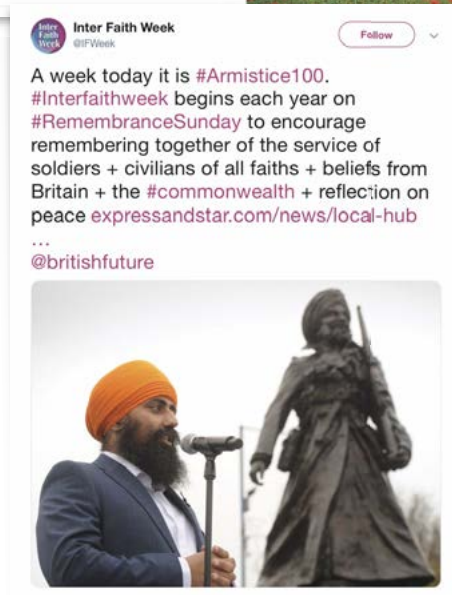 Inter
Faith
Week
Inter Faith Week
@IFWeek
Follow
A week today it is #Armistice100.
#Interfaithweek begins each year on
#RemembranceSunday to encourage
remembering together of the service of
soldiers + civilians of all faiths + beliefs from
Britain + the #commonwealth + reflection on
peace expressandstar.com/news/local-hub
...
@britishfuture